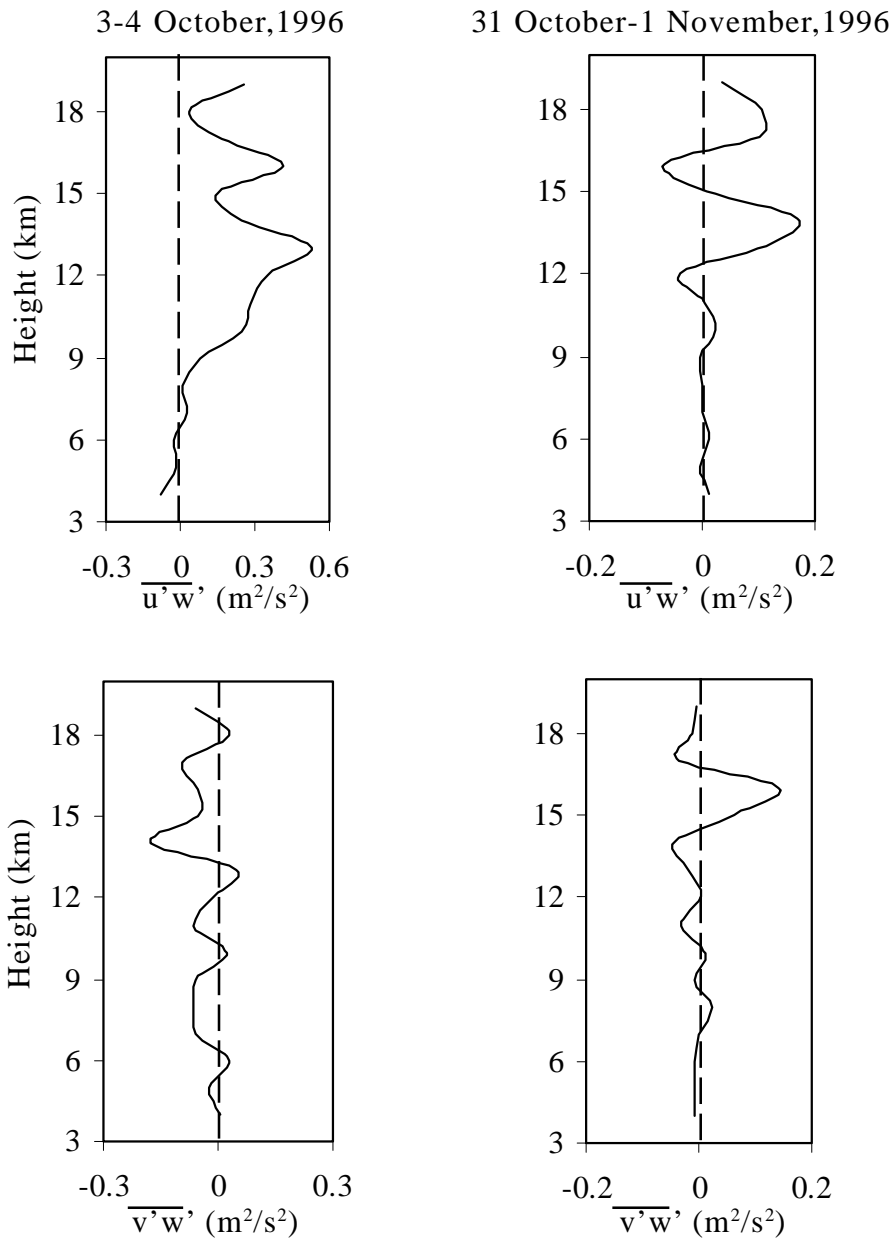 3-4 October,1996
31 October-1 November,1996
Height (km)
18
15
12
9
6
3
-0.3 0 0.3 0.6
u'w' (m²/s²)
18
15
12
9
6
3
-0.2 0 0.2
u'w' (m²/s²)
Height (km)
18
15
12
9
6
3
-0.3 0 0.3
v'w' (m²/s²)
18
15
12
9
6
3
-0.2 0 0.2
v'w' (m²/s²)